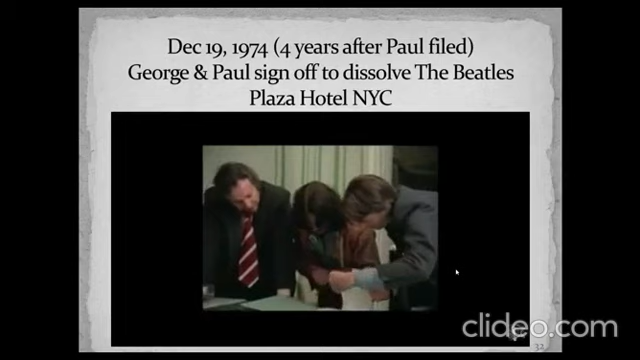 Dec 19, 1974 (4 years after Paul filed)
George & Paul sign off to dissolve The Beatles
Plaza Hotel NYC
clideo.com
32